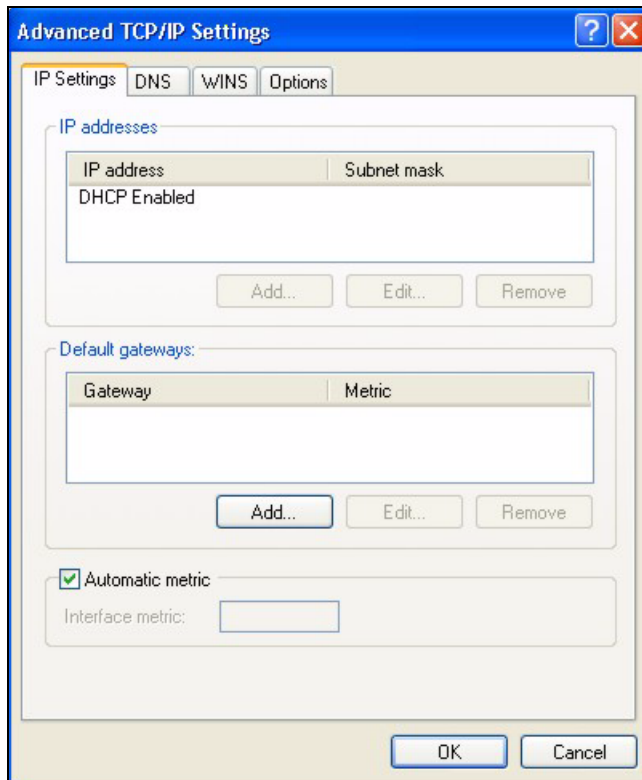 Advanced TCP/IP Settings
IP Settings DNS WINS Options
IP addresses
IP address Subnet mask
DHCP Enabled
Add... Edit... Remove
Default gateways:
Gateway Metric
Add... Edit... Remove
Automatic metric
Interface metric:
OK Cancel